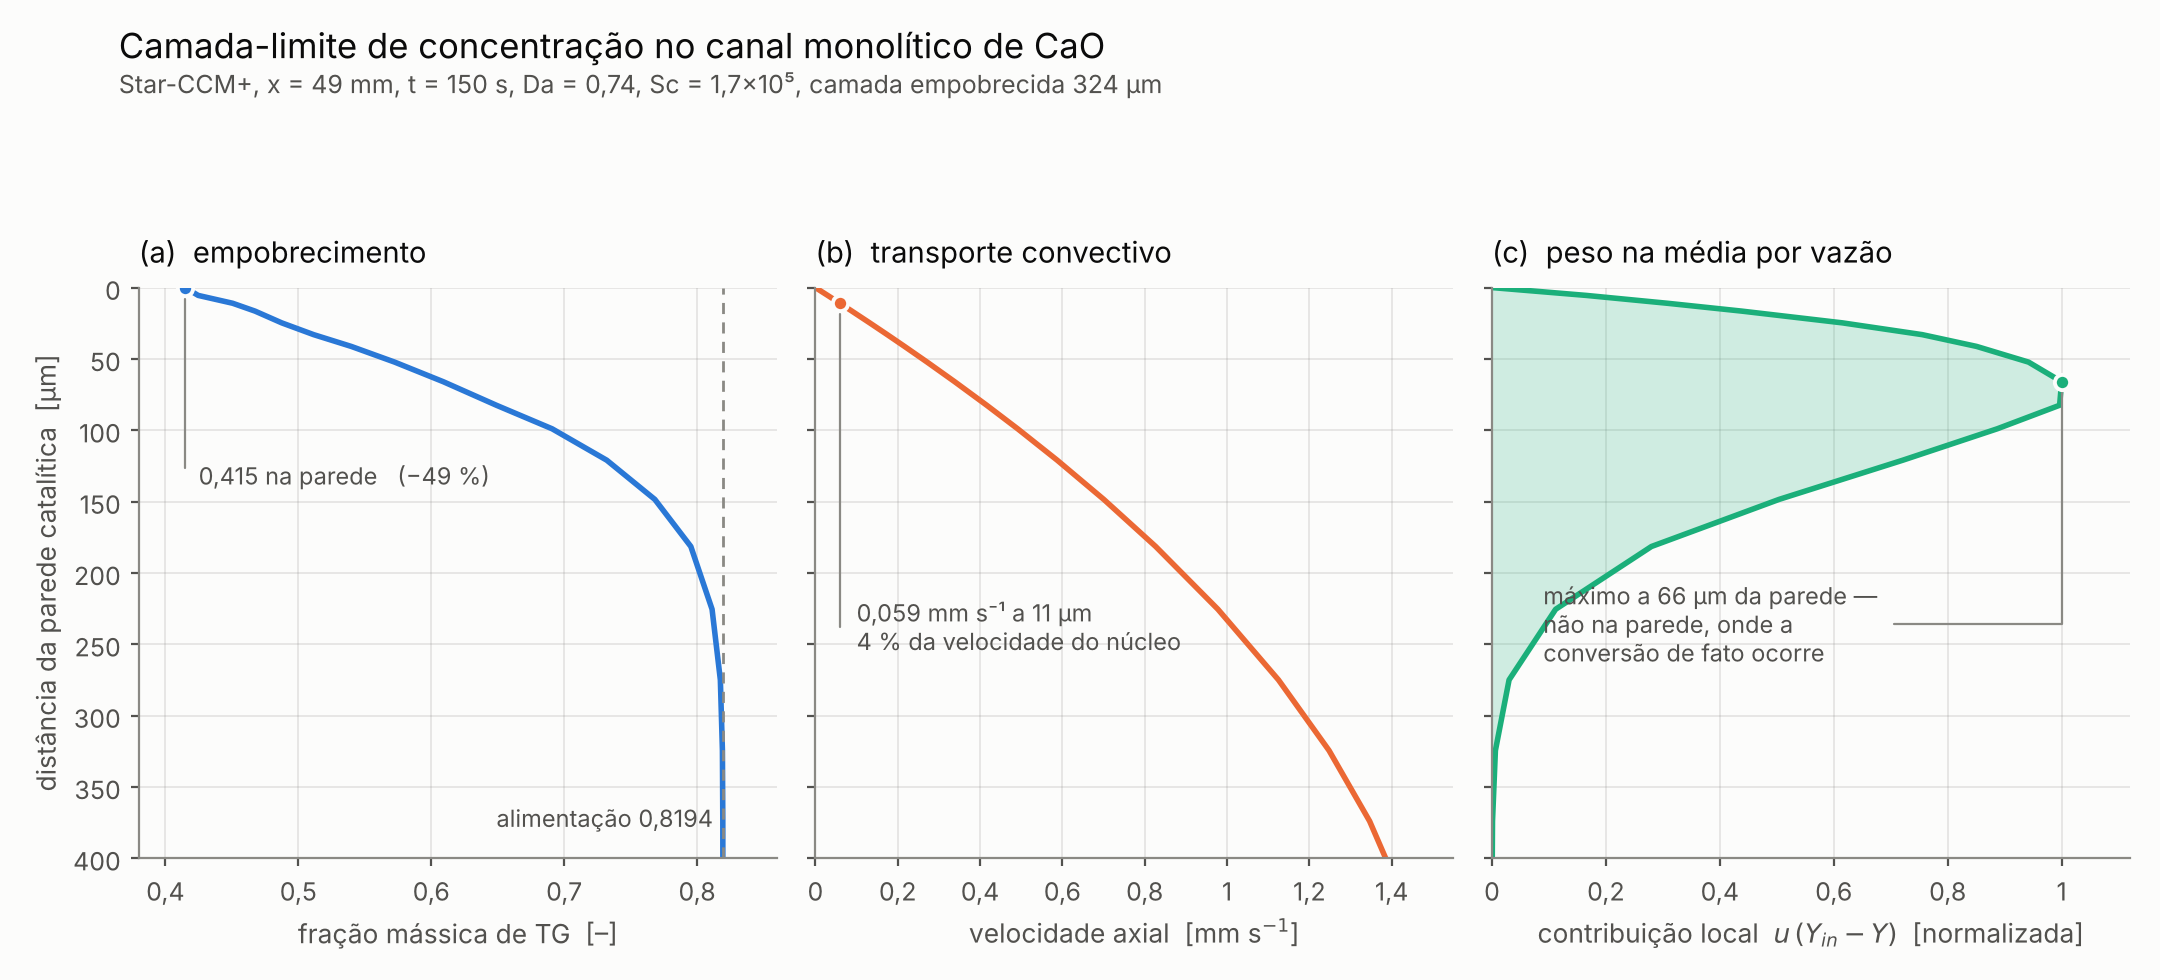 Camada-limite de concentração no canal monolítico de CaO
Star-CCM+, x = 49 mm, t = 150 s, Da = 0,74, Sc = 1,7×10⁵, camada empobrecida 324 µm
(a) empobrecimento
(b) transporte convectivo
(c) peso na média por vazão
distância da parede catalítica [µm]
0
50
100
150
200
250
300
350
400
0,415 na parede (−49 %)
alimentação 0,8194
0,4 0,5 0,6 0,7 0,8
fração mássica de TG [–]
0,059 mm s⁻¹ a 11 µm
4 % da velocidade do núcleo
0 0,2 0,4 0,6 0,8 1 1,2 1,4
velocidade axial [mm s⁻¹]
máximo a 66 µm da parede —
não na parede, onde a
conversão de fato ocorre
0 0,2 0,4 0,6 0,8 1
contribuição local u (Y_in − Y) [normalizada]